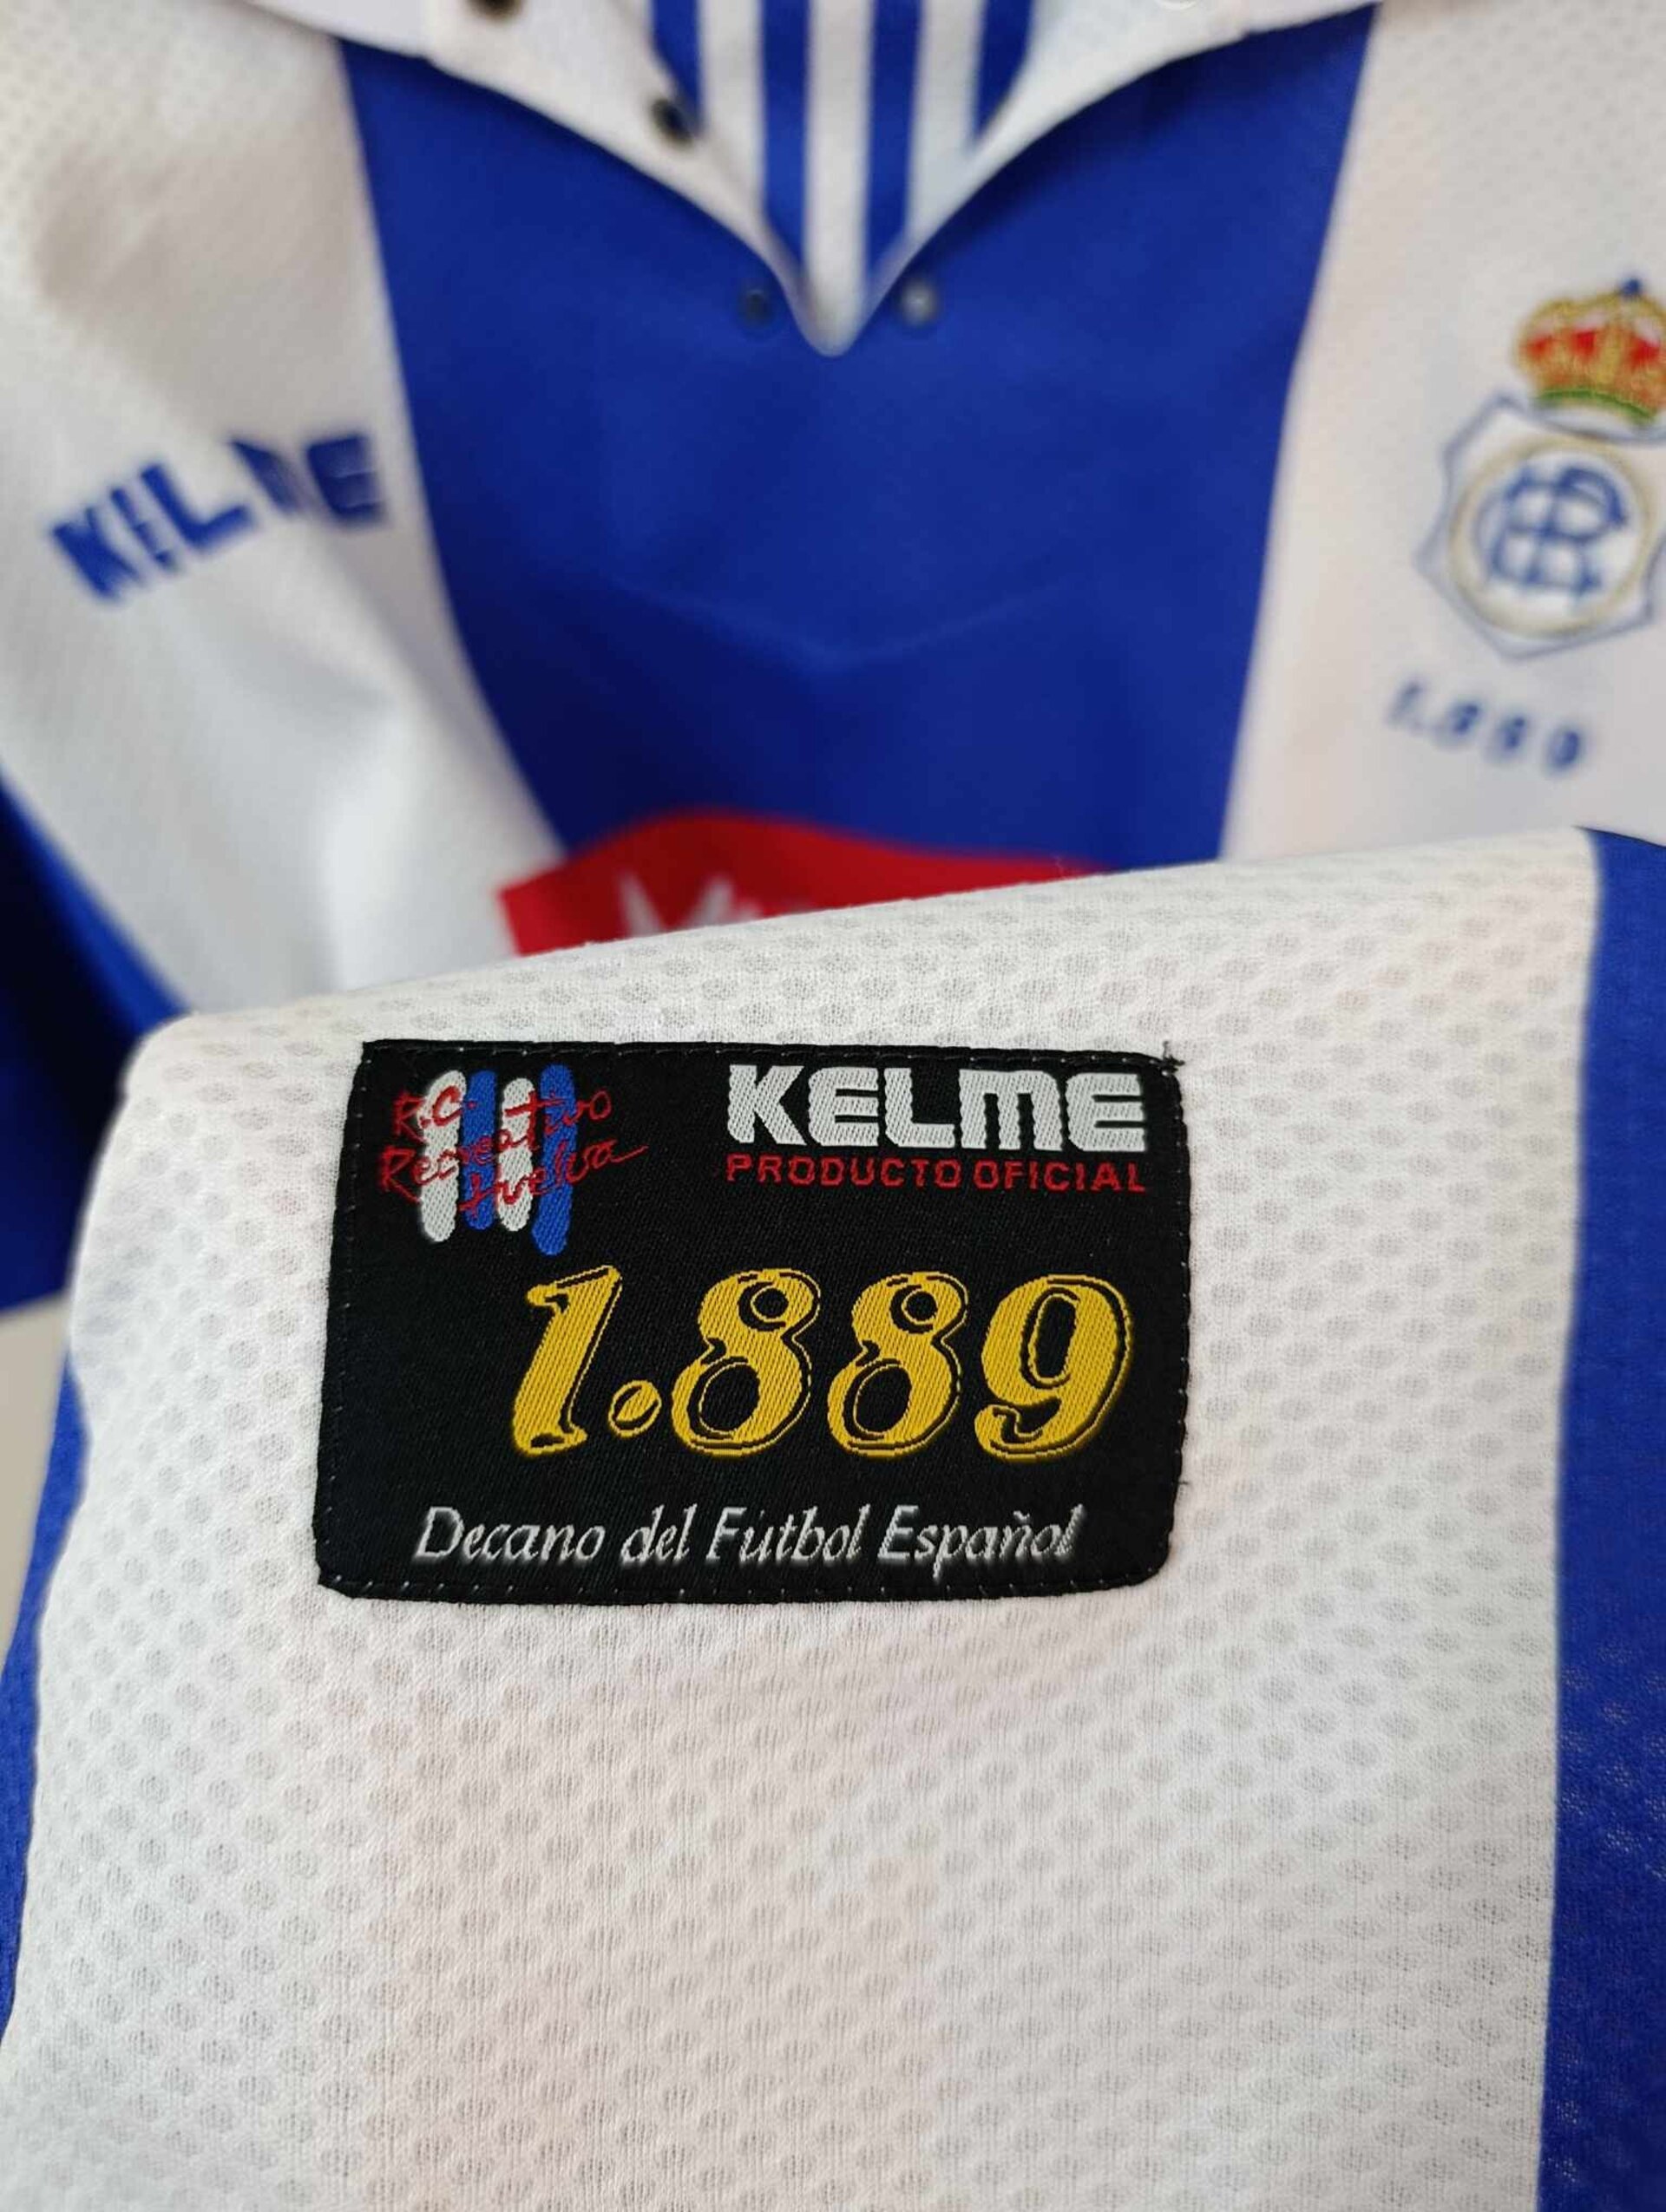 KELME
1.889
R.C.
Recreativo
Huelva
KELME
PRODUCTO OFICIAL
1.889
Decano del Fútbol Español